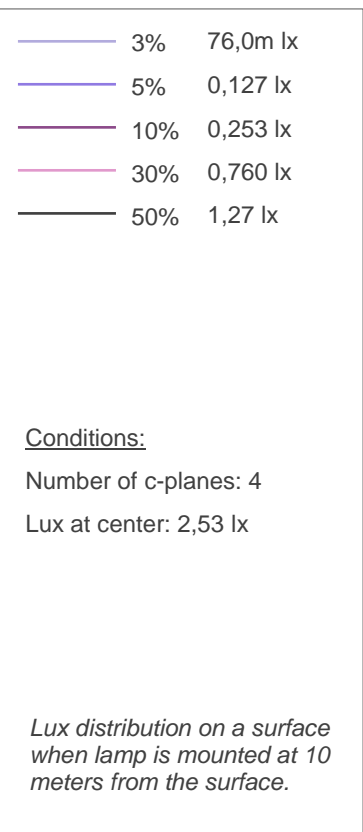 3% 76,0m lx
5% 0,127 lx
10% 0,253 lx
30% 0,760 lx
50% 1,27 lx
Conditions:
Number of c-planes: 4
Lux at center: 2,53 lx
Lux distribution on a surface
when lamp is mounted at 10
meters from the surface.